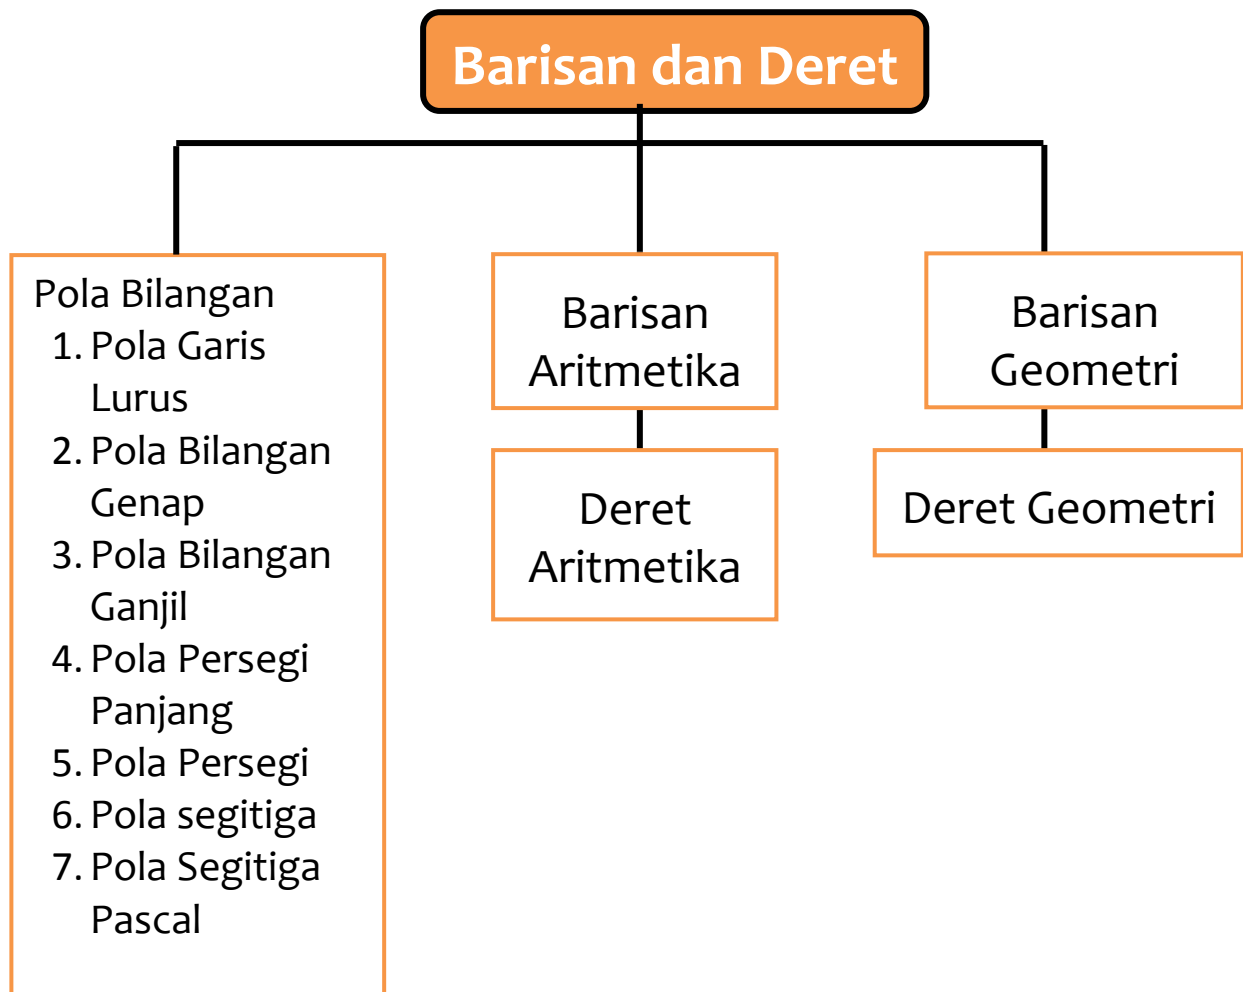 Barisan dan Deret
Pola Bilangan
1. Pola Garis
Lurus
2. Pola Bilangan
Genap
3. Pola Bilangan
Ganjil
4. Pola Persegi
Panjang
5. Pola Persegi
6. Pola segitiga
7. Pola Segitiga
Pascal
Barisan
Aritmetika
Deret
Aritmetika
Barisan
Geometri
Deret Geometri